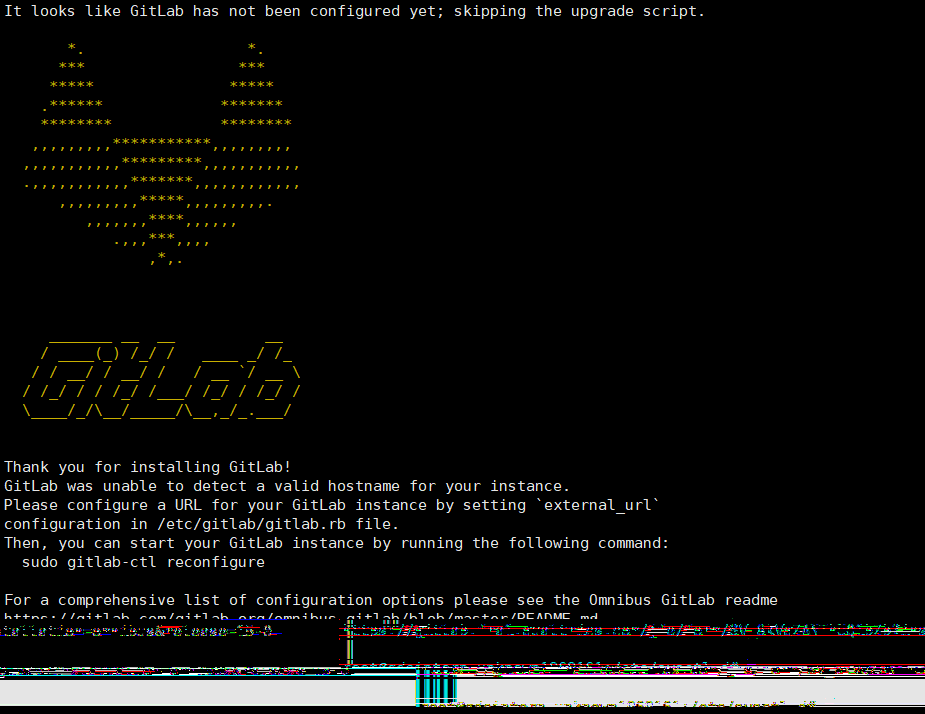 It looks like GitLab has not been configured yet; skipping the upgrade script.
GitLab
Thank you for installing GitLab!
GitLab was unable to detect a valid hostname for your instance.
Please configure a URL for your GitLab instance by setting `external_url`
configuration in /etc/gitlab/gitlab.rb file.
Then, you can start your GitLab instance by running the following command:
sudo gitlab-ctl reconfigure
For a comprehensive list of configuration options please see the Omnibus GitLab readme
https://gitlab.com/gitlab-org/omnibus-gitlab/blob/master/README.md